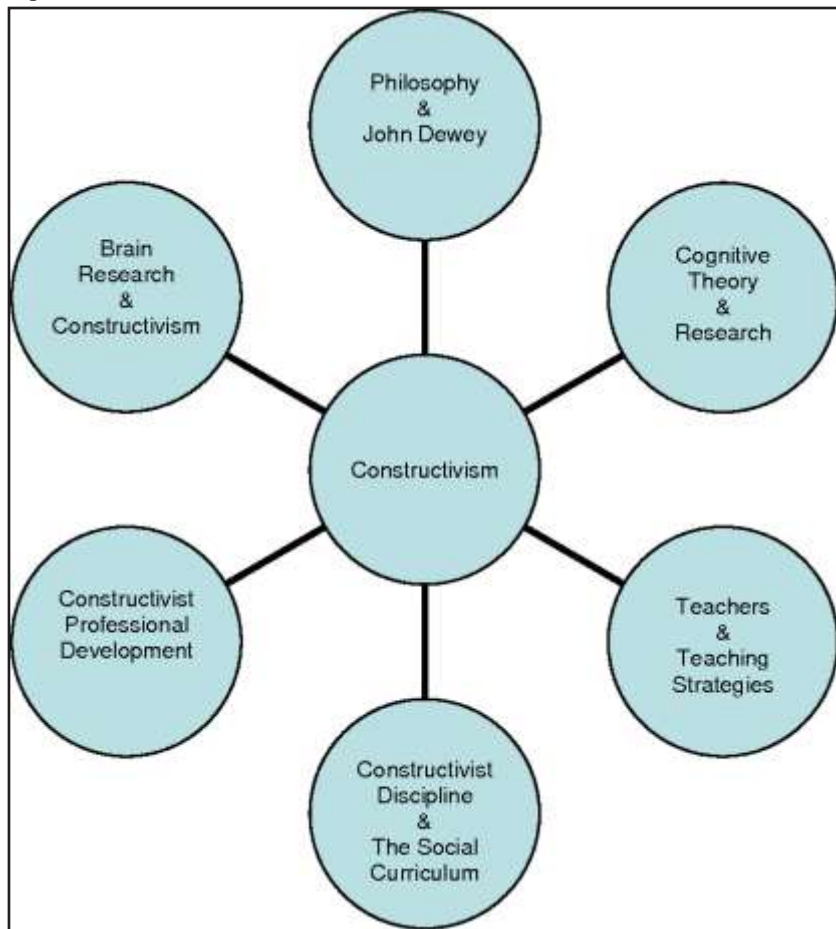 Philosophy
&
John Dewey
Brain
Research
&
Constructivism
Cognitive
Theory
&
Research
Constructivism
Constructivist
Professional
Development
Teachers
&
Teaching
Strategies
Constructivist
Discipline
&
The Social
Curriculum